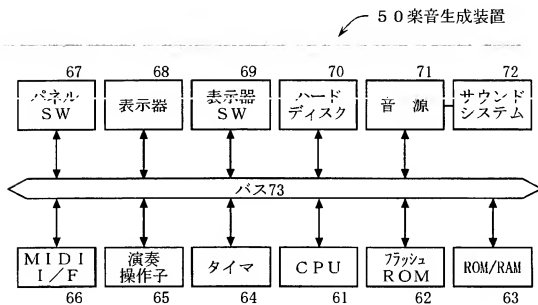 50楽音生成装置
67
68
69
70
71
72
パネル
SW
表示器
表示器
SW
ハード
ディスク
音 源
サウンド
システム
バス73
MIDI
I/F
演奏
操作子
タイマ
CPU
フラッシュ
ROM
ROM/RAM
66
65
64
61
62
63